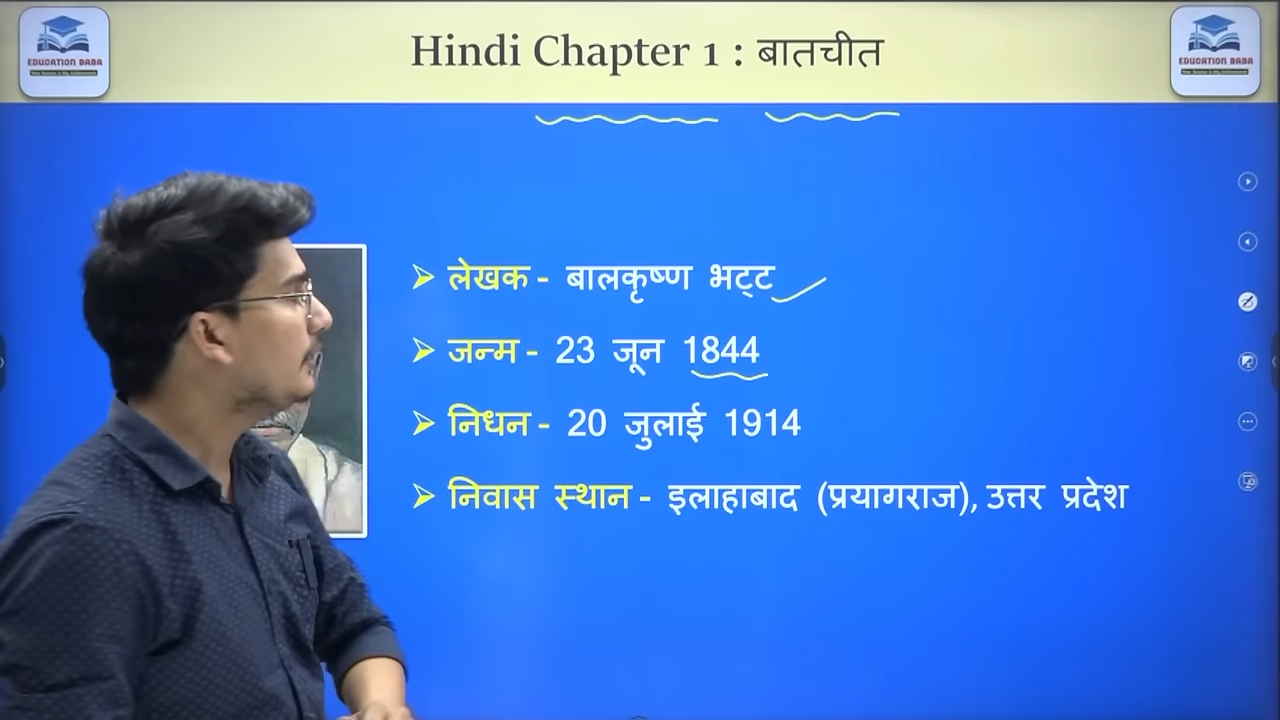 Hindi Chapter 1 : बातचीत
EDUCATION BABA
EDUCATION BABA
➤ लेखक - बालकृष्ण भट्ट
➤ जन्म - 23 जून 1844
➤ निधन - 20 जुलाई 1914
➤ निवास स्थान - इलाहाबाद (प्रयागराज), उत्तर प्रदेश